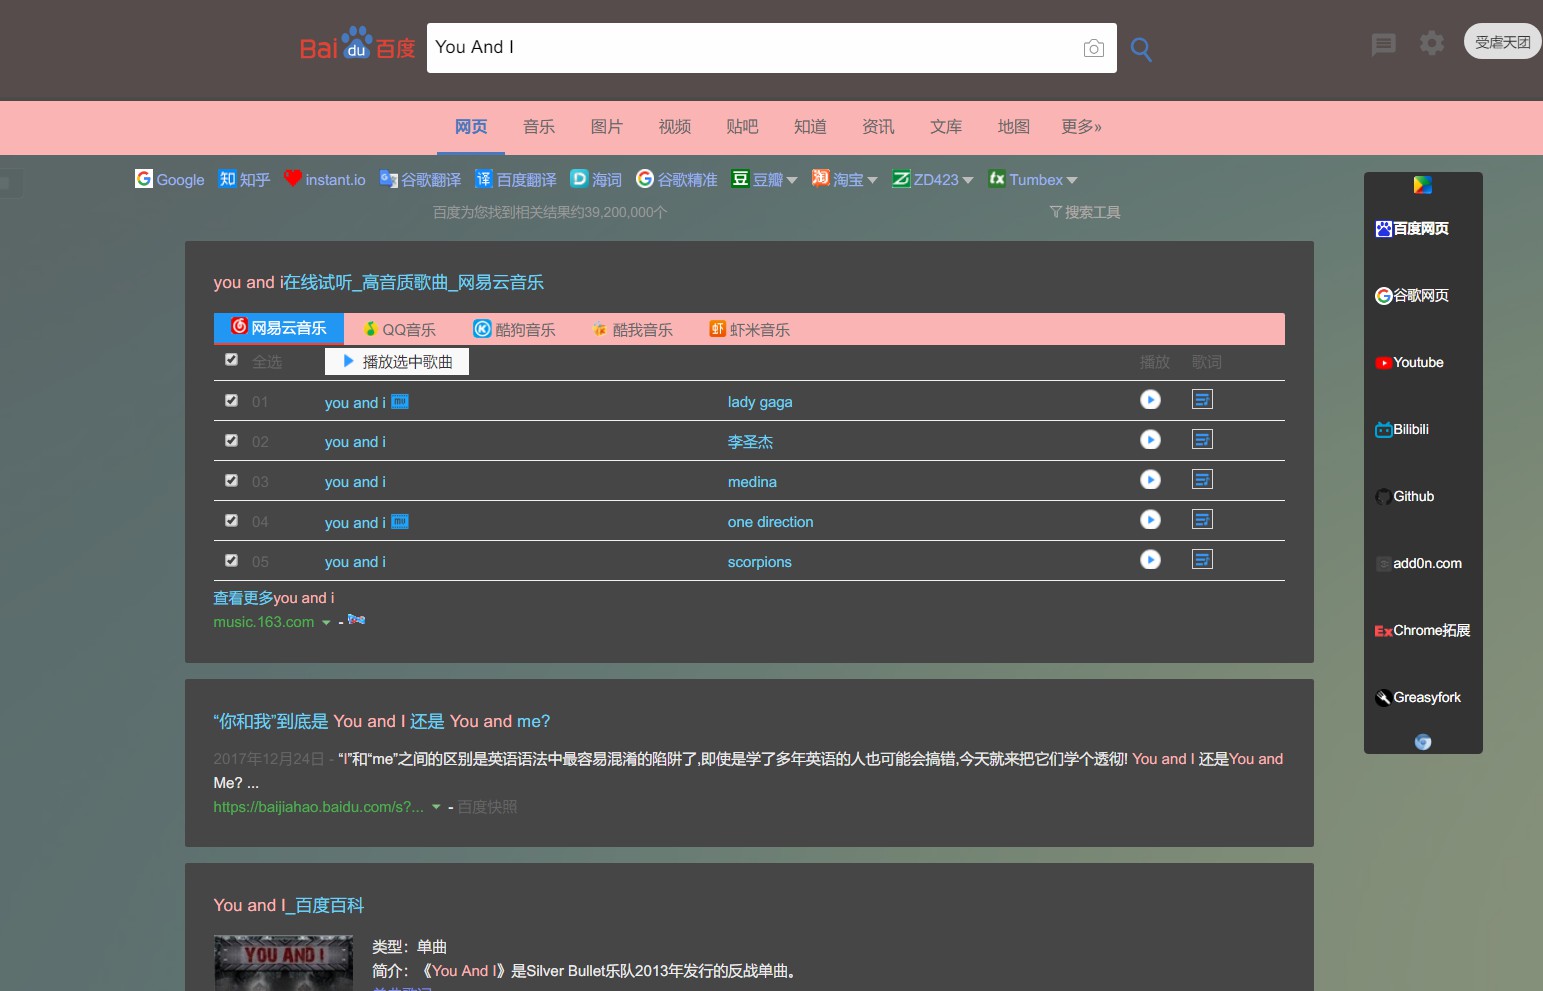 Bai du 百度 You And I 受虐天团
网页 音乐 图片 视频 贴吧 知道 资讯 文库 地图 更多»
Google 知 知乎 instant.io 谷歌翻译 译 百度翻译 D 海词 谷歌精准 豆 豆瓣 淘 淘宝 ZD423 tx Tumbex
百度为您找到相关结果约39,200,000个 搜索工具
you and i在线试听_高音质歌曲_网易云音乐
网易云音乐 QQ音乐 K 酷狗音乐 酷我音乐 虾 虾米音乐
全选 播放选中歌曲 播放 歌词
01 you and i mv lady gaga
02 you and i 李圣杰
03 you and i medina
04 you and i mv one direction
05 you and i scorpions
查看更多you and i
music.163.com -
“你和我”到底是 You and I 还是 You and me?
2017年12月24日 - “I”和“me”之间的区别是英语语法中最容易混淆的陷阱了,即使是学了多年英语的人也可能会搞错,今天就来把它们学个透彻! You and I 还是You and
Me? ...
https://baijiahao.baidu.com/s?... - 百度快照
You and I_百度百科
YOU AND I
类型：单曲
简介：《You And I》是Silver Bullet乐队2013年发行的反战单曲。
百度网页
谷歌网页
Youtube
Bilibili
Github
add0n.com
Ex Chrome拓展
Greasyfork